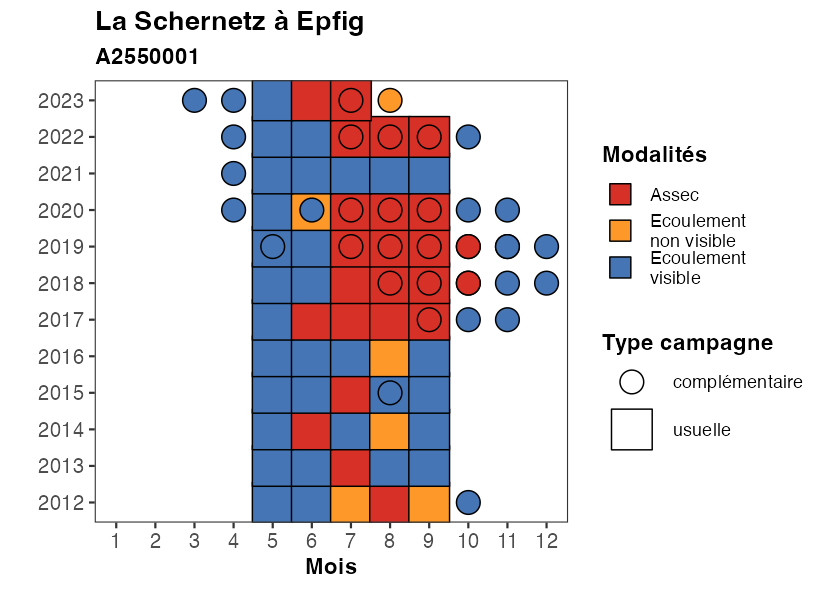 La Schernetz à Epfig
A2550001
2023
2022
2021
2020
2019
2018
2017
2016
2015
2014
2013
2012
1 2 3 4 5 6 7 8 9 10 11 12
Mois
Modalités
Assec
Ecoulement
non visible
Ecoulement
visible
Type campagne
complémentaire
usuelle